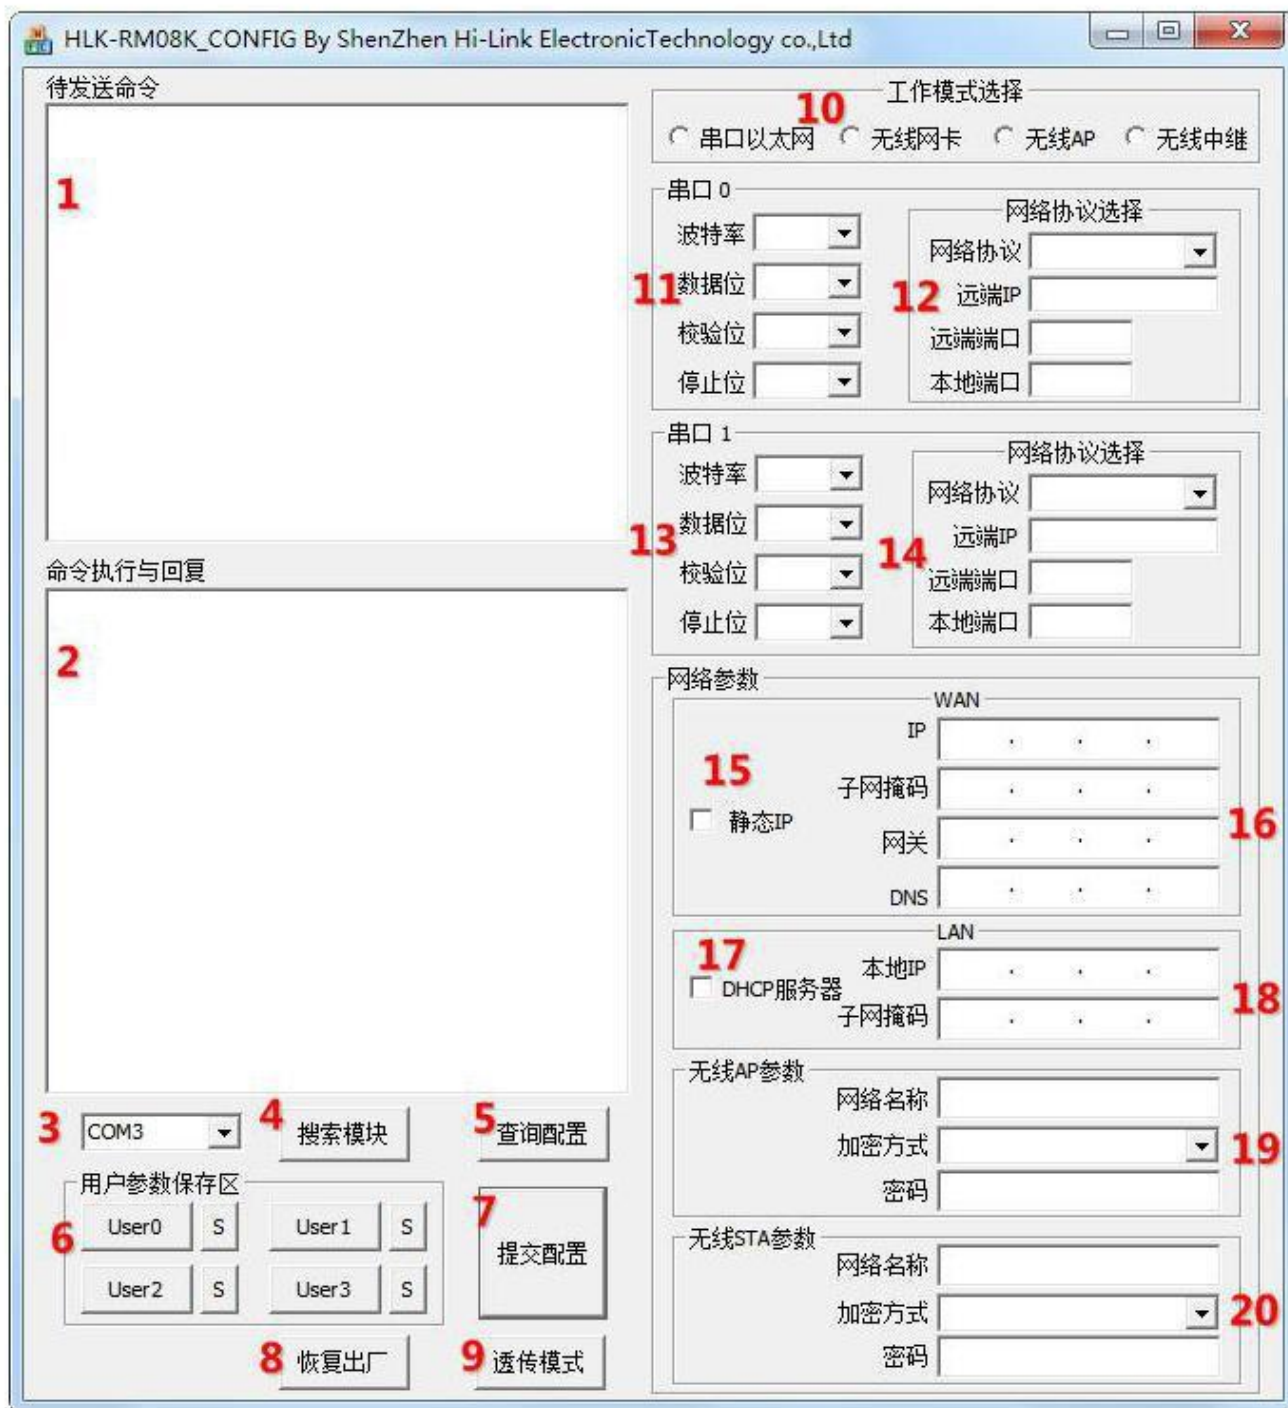 HLK-RM08K_CONFIG By ShenZhen Hi-Link ElectronicTechnology co.,Ltd
待发送命令
1
命令执行与回复
2
3 COM3
4 搜索模块
5 查询配置
用户参数保存区
6 User0 S User1 S
User2 S User3 S
7 提交配置
8 恢复出厂
9 透传模式
工作模式选择
10
串口以太网 无线网卡 无线AP 无线中继
串口 0
波特率
11 数据位
校验位
停止位
网络协议选择
网络协议
12 远端IP
远端端口
本地端口
串口 1
波特率
13 数据位
校验位
停止位
网络协议选择
网络协议
远端IP
14 远端端口
本地端口
网络参数
WAN
15
静态IP
IP . . .
子网掩码 . . .
16
网关 . . .
DNS . . .
LAN
17
DHCP服务器
本地IP . . .
18
子网掩码 . . .
无线AP参数
网络名称
加密方式 19
密码
无线STA参数
网络名称
加密方式 20
密码